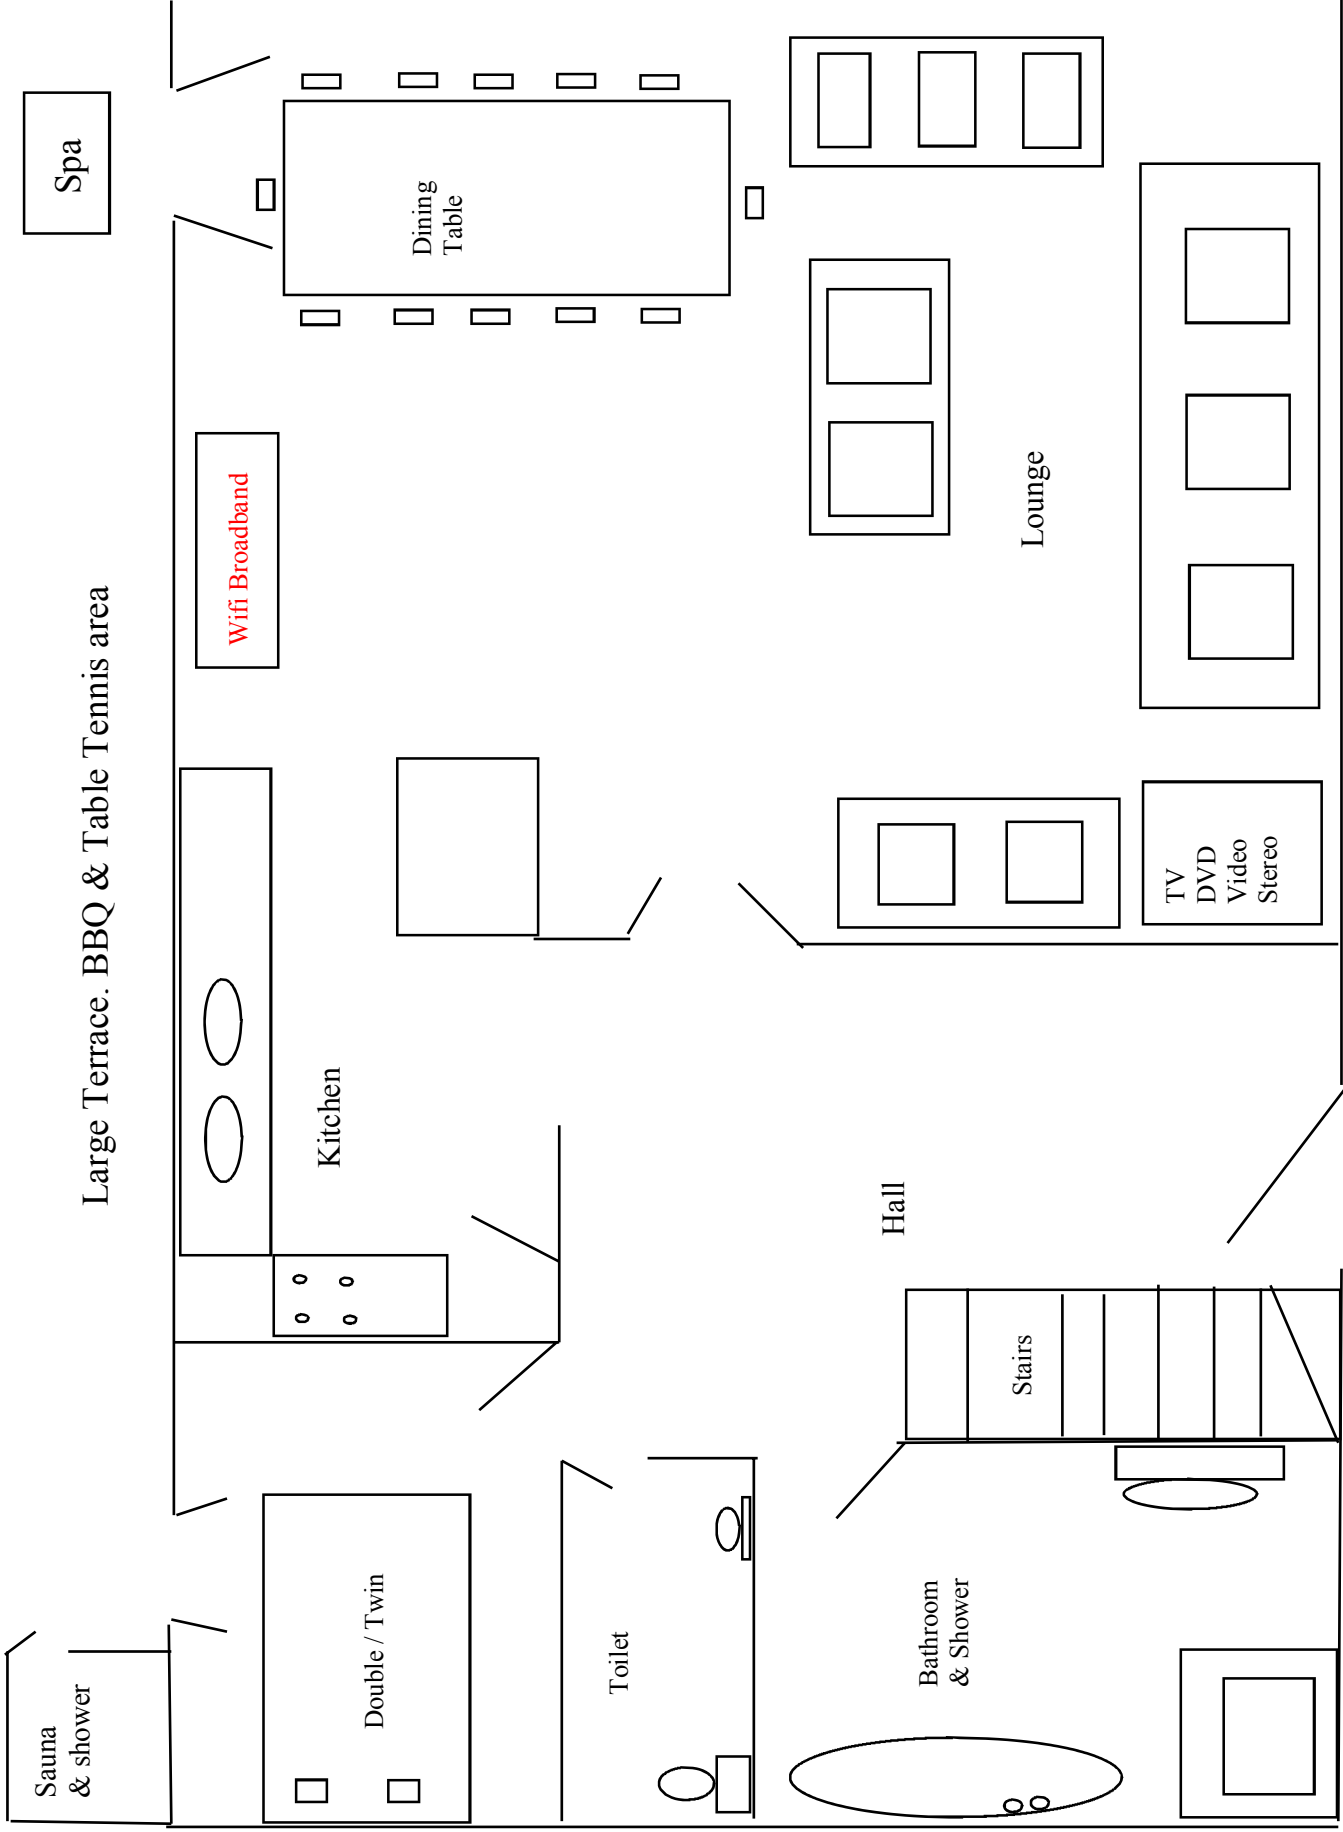 Large Terrace. BBQ & Table Tennis area
Spa
Sauna
& shower
Wifi Broadband
Kitchen
Dining
Table
Double / Twin
Toilet
Hall
Lounge
Bathroom
& Shower
Stairs
TV
DVD
Video
Stereo